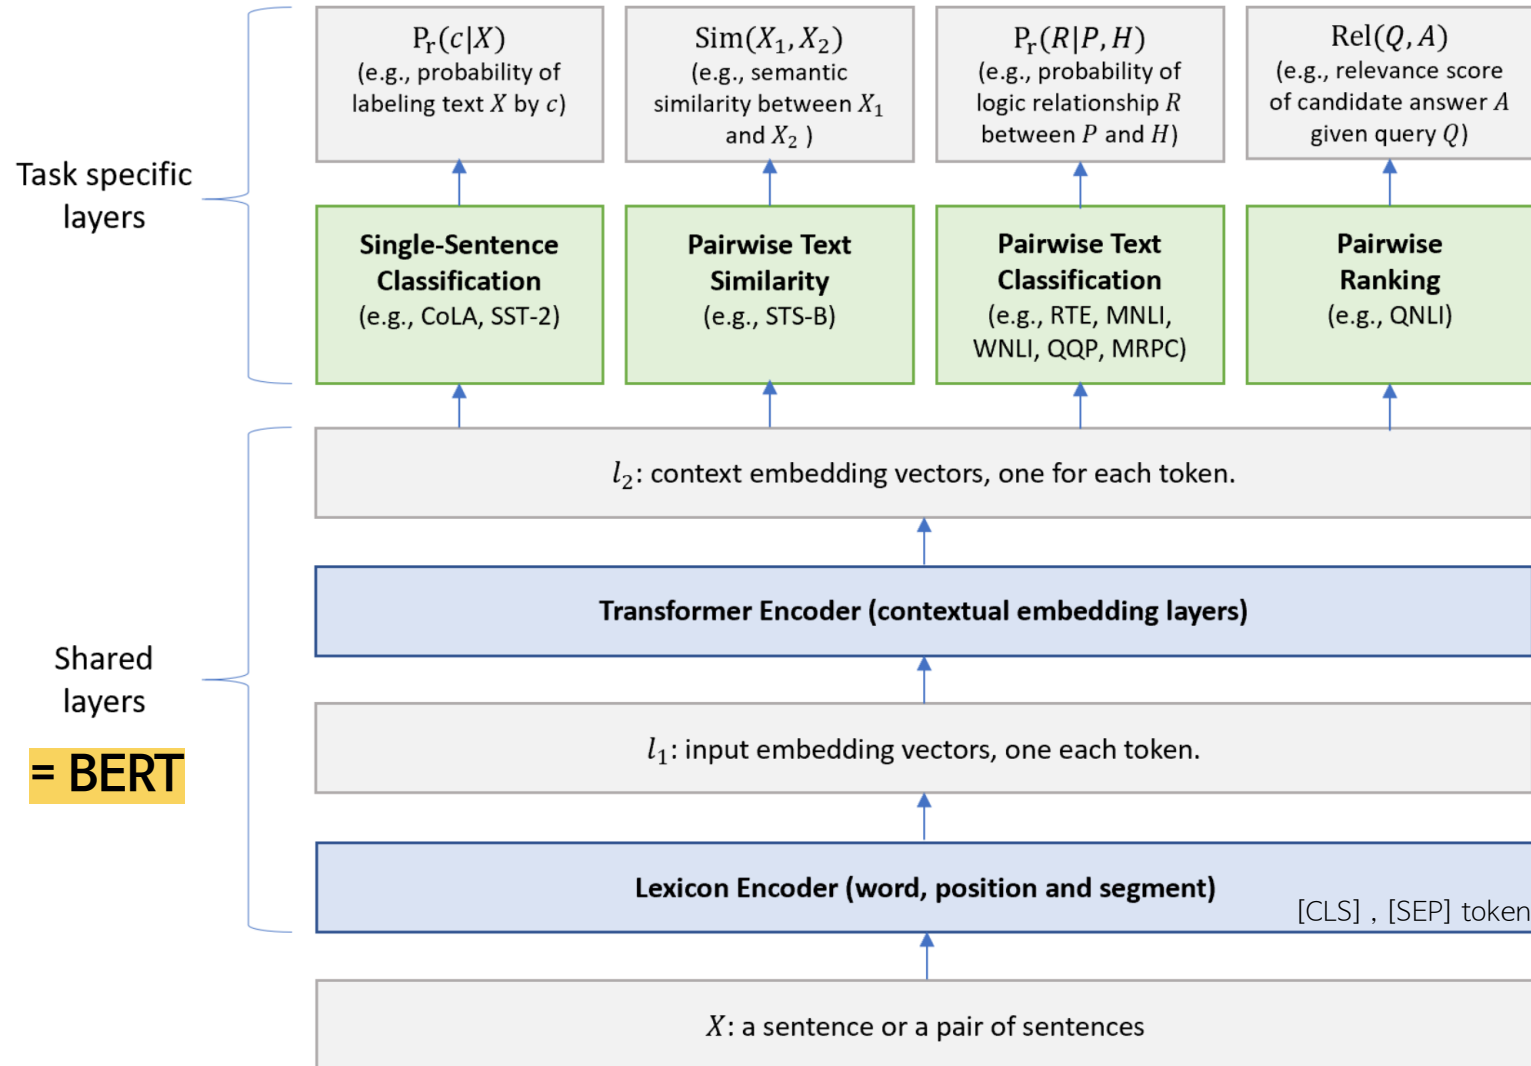 Pr(c|X)
(e.g., probability of
labeling text X by c)
Sim(X₁, X₂)
(e.g., semantic
similarity between X₁
and X₂ )
Pr(R|P, H)
(e.g., probability of
logic relationship R
between P and H)
Rel(Q, A)
(e.g., relevance score
of candidate answer A
given query Q)
Task specific
layers
Single-Sentence
Classification
(e.g., CoLA, SST-2)
Pairwise Text
Similarity
(e.g., STS-B)
Pairwise Text
Classification
(e.g., RTE, MNLI,
WNLI, QQP, MRPC)
Pairwise
Ranking
(e.g., QNLI)
l₂: context embedding vectors, one for each token.
Transformer Encoder (contextual embedding layers)
Shared
layers
= BERT
l₁: input embedding vectors, one each token.
Lexicon Encoder (word, position and segment)
[CLS] , [SEP] token
X: a sentence or a pair of sentences